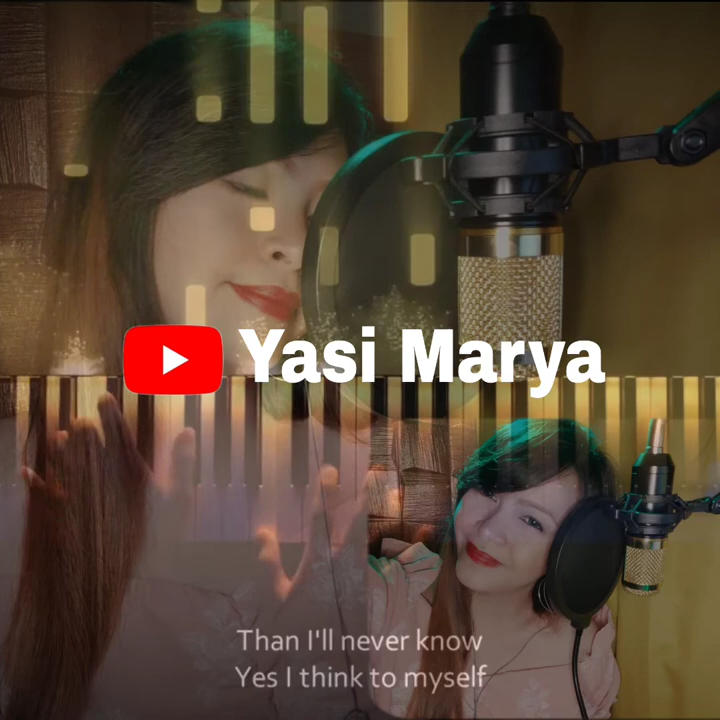 Yasi Marya
Than I'll never know
Yes I think to myself